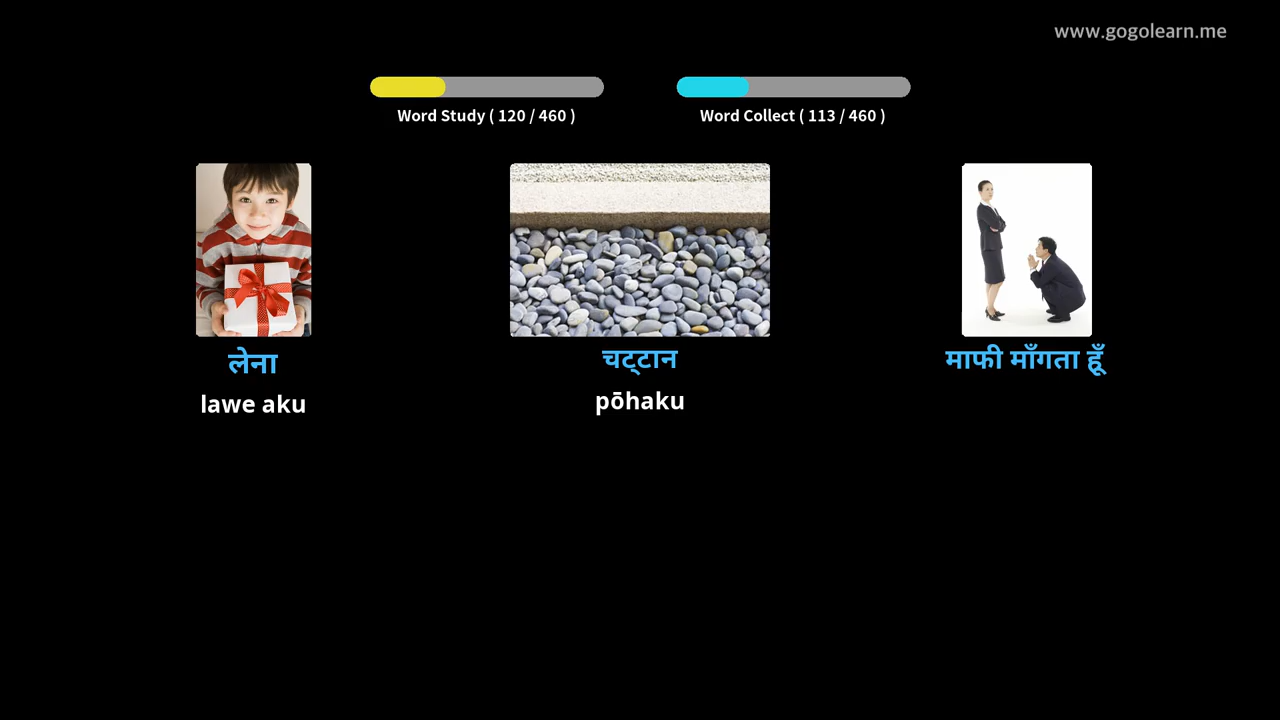 www.gogolearn.me
Word Study ( 120 / 460 )
Word Collect ( 113 / 460 )
लेना
lawe aku
चट्टान
pōhaku
माफी माँगता हूँ